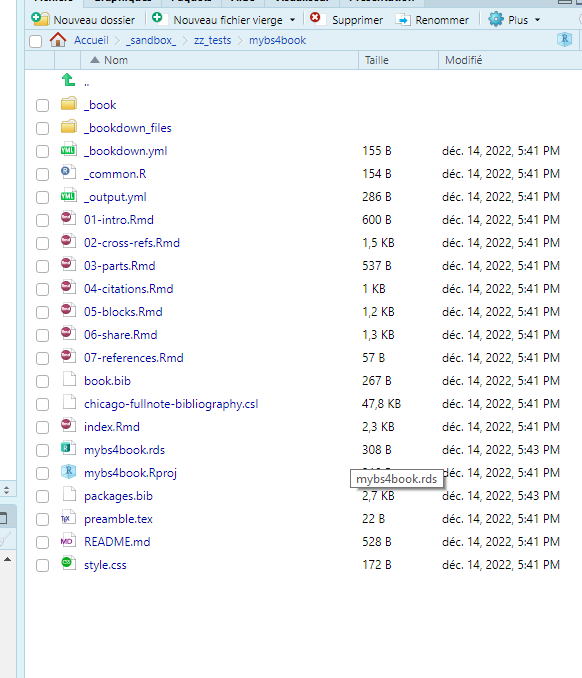 Nouveau dossier Nouveau fichier vierge Supprimer Renommer Plus
Accueil _sandbox_ zz_tests mybs4book
Nom Taille Modifié
..
_book
_bookdown_files
_bookdown.yml 155 B déc. 14, 2022, 5:41 PM
_common.R 154 B déc. 14, 2022, 5:41 PM
_output.yml 286 B déc. 14, 2022, 5:41 PM
01-intro.Rmd 600 B déc. 14, 2022, 5:41 PM
02-cross-refs.Rmd 1,5 KB déc. 14, 2022, 5:41 PM
03-parts.Rmd 537 B déc. 14, 2022, 5:41 PM
04-citations.Rmd 1 KB déc. 14, 2022, 5:41 PM
05-blocks.Rmd 1,2 KB déc. 14, 2022, 5:41 PM
06-share.Rmd 1,3 KB déc. 14, 2022, 5:41 PM
07-references.Rmd 57 B déc. 14, 2022, 5:41 PM
book.bib 267 B déc. 14, 2022, 5:41 PM
chicago-fullnote-bibliography.csl 47,8 KB déc. 14, 2022, 5:41 PM
index.Rmd 2,3 KB déc. 14, 2022, 5:41 PM
mybs4book.rds 308 B déc. 14, 2022, 5:43 PM
mybs4book.Rproj déc. 14, 2022, 5:41 PM
mybs4book.rds
packages.bib 2,7 KB déc. 14, 2022, 5:43 PM
preamble.tex 22 B déc. 14, 2022, 5:41 PM
README.md 528 B déc. 14, 2022, 5:41 PM
style.css 172 B déc. 14, 2022, 5:41 PM